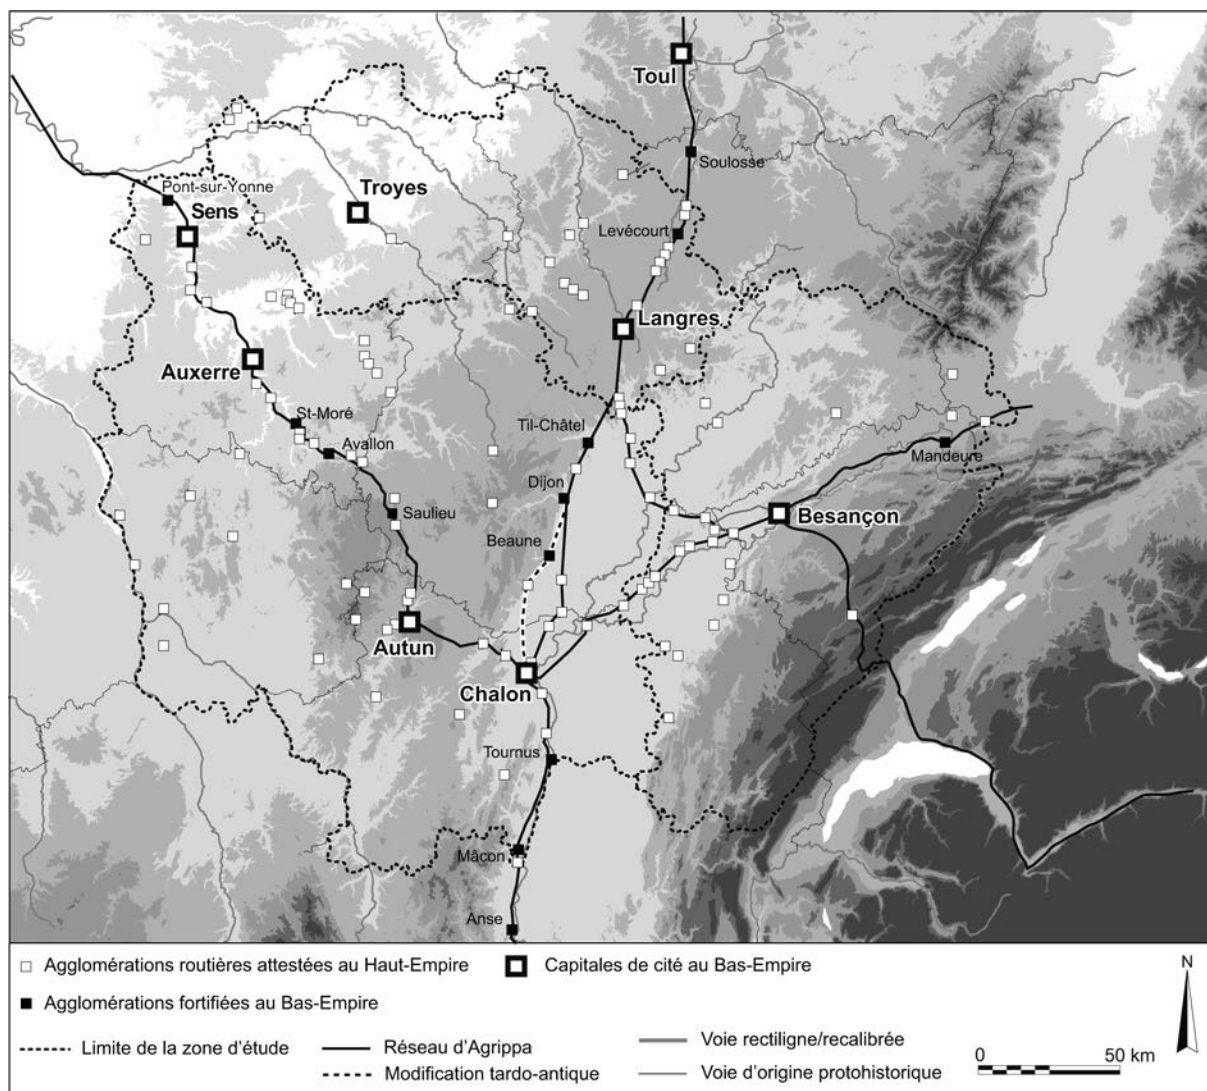 Toul
Soulosse
Pont-sur-Yonne
Troyes
Sens
Levécourt
Langres
Auxerre
St-Moré
Avallon
Til-Châtel
Mandeure
Dijon
Saulieu
Besançon
Beaune
Autun
Chalon
Tournus
Mâcon
Anse
Agglomérations routières attestées au Haut-Empire
Capitales de cité au Bas-Empire
Agglomérations fortifiées au Bas-Empire
Limite de la zone d'étude
Réseau d'Agrippa
Modification tardo-antique
Voie rectiligne/recalibrée
Voie d'origine protohistorique
N
0 50 km